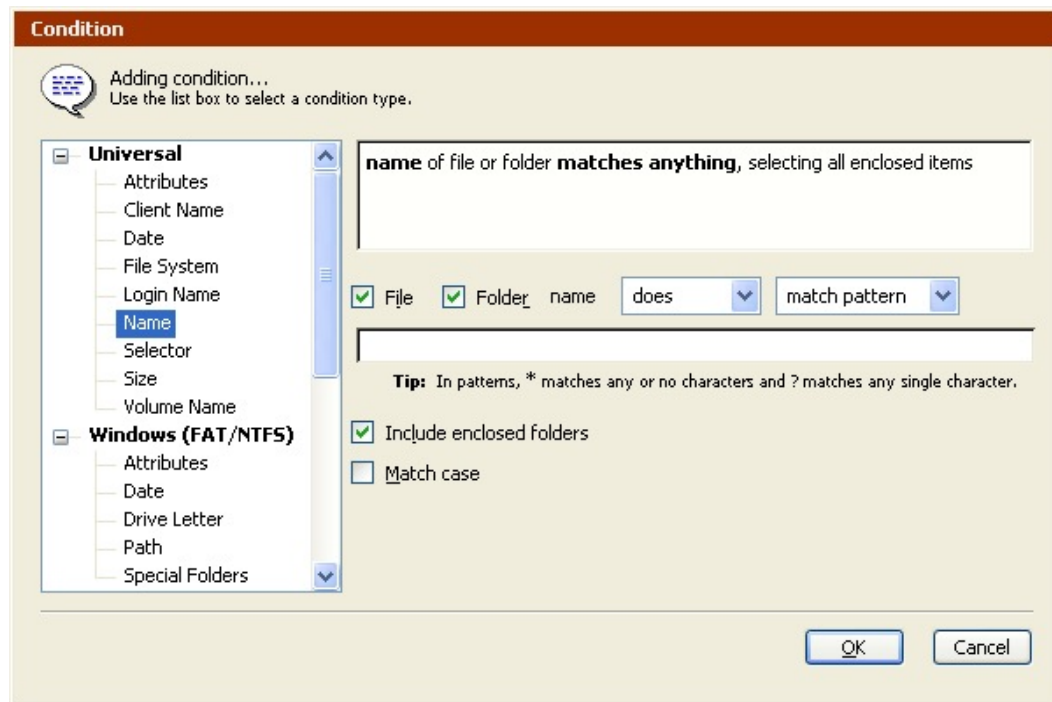 Condition
Adding condition...
Use the list box to select a condition type.
Universal
Attributes
Client Name
Date
File System
Login Name
Name
Selector
Size
Volume Name
Windows (FAT/NTFS)
Attributes
Date
Drive Letter
Path
Special Folders
name of file or folder matches anything, selecting all enclosed items
File Folder name does match pattern
Tip: In patterns, * matches any or no characters and ? matches any single character.
Include enclosed folders
Match case
OK Cancel